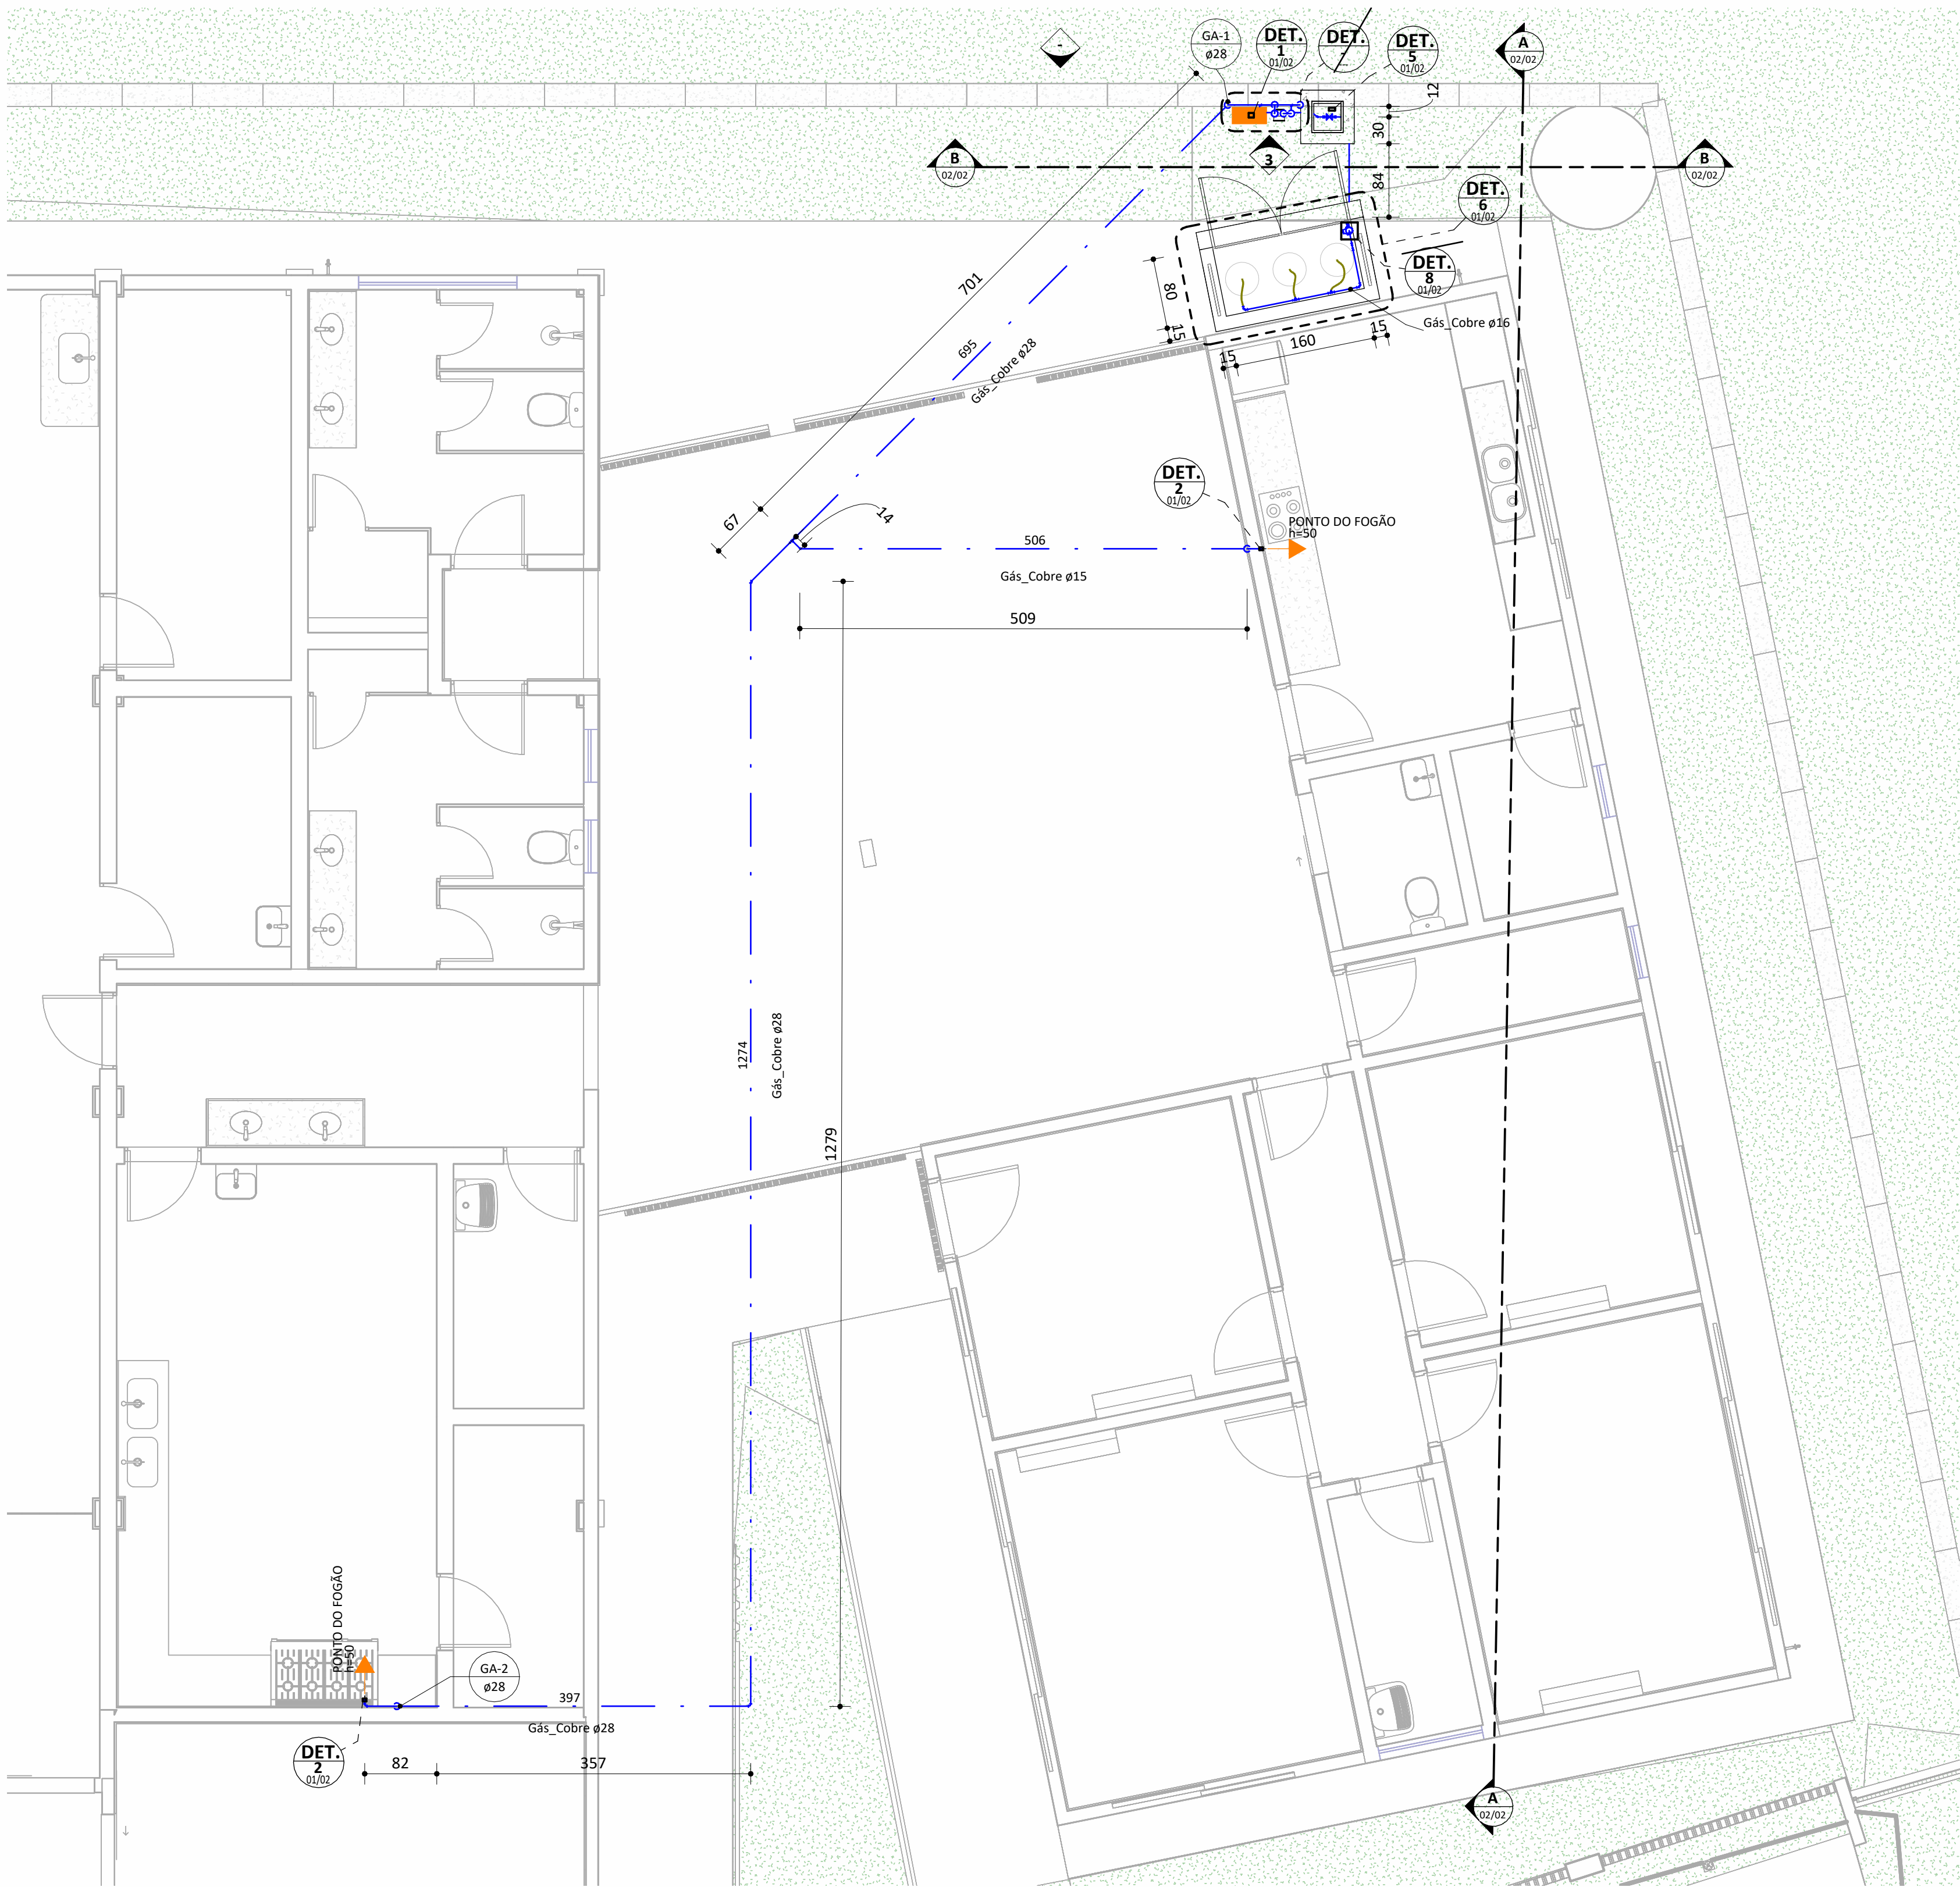 GA-1
ø28
DET.
1
01/02
DET.
-
DET.
5
01/02
A
02/02
-
12
30
84
B
02/02
3
B
02/02
DET.
6
01/02
DET.
8
01/02
701
695
Gás_Cobre ø28
80
15
15
160
15
Gás_Cobre ø16
67
14
DET.
2
01/02
PONTO DO FOGÃO
h=50
506
Gás_Cobre ø15
509
1274
Gás_Cobre ø28
1279
PONTO DO FOGÃO
h=50
GA-2
ø28
397
Gás_Cobre ø28
DET.
2
01/02
82
357
A
02/02